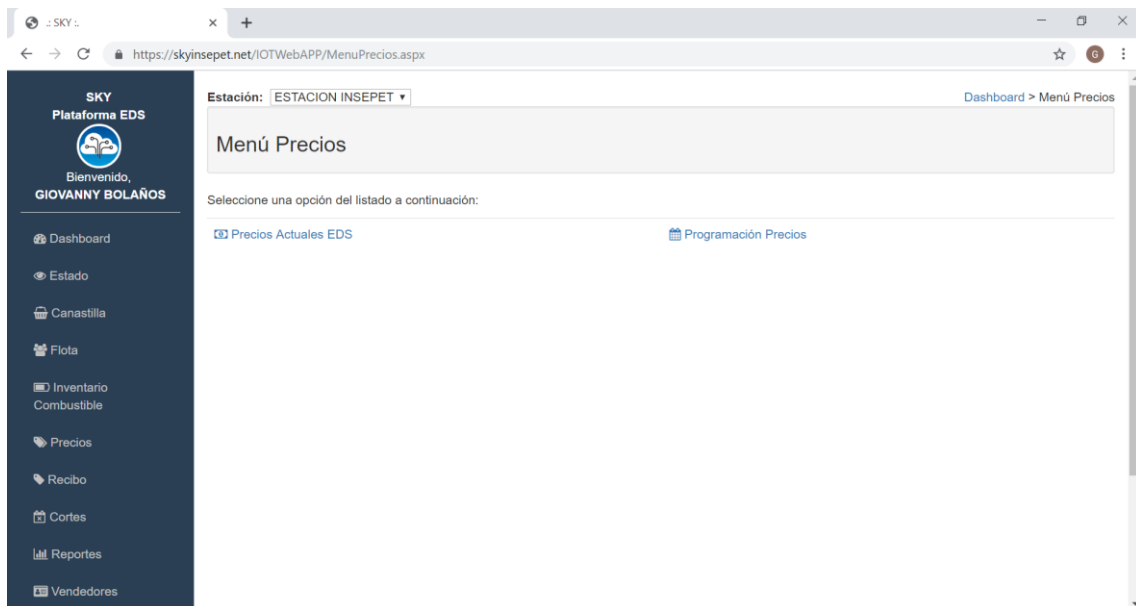 .: SKY :.
https://skyinsepet.net/IOTWebAPP/MenuPrecios.aspx
G
SKY
Plataforma EDS
Bienvenido,
GIOVANNY BOLAÑOS
Dashboard
Estado
Canastilla
Flota
Inventario
Combustible
Precios
Recibo
Cortes
Reportes
Vendedores
Estación: ESTACION INSEPET
Dashboard > Menú Precios
Menú Precios
Seleccione una opción del listado a continuación:
Precios Actuales EDS
Programación Precios